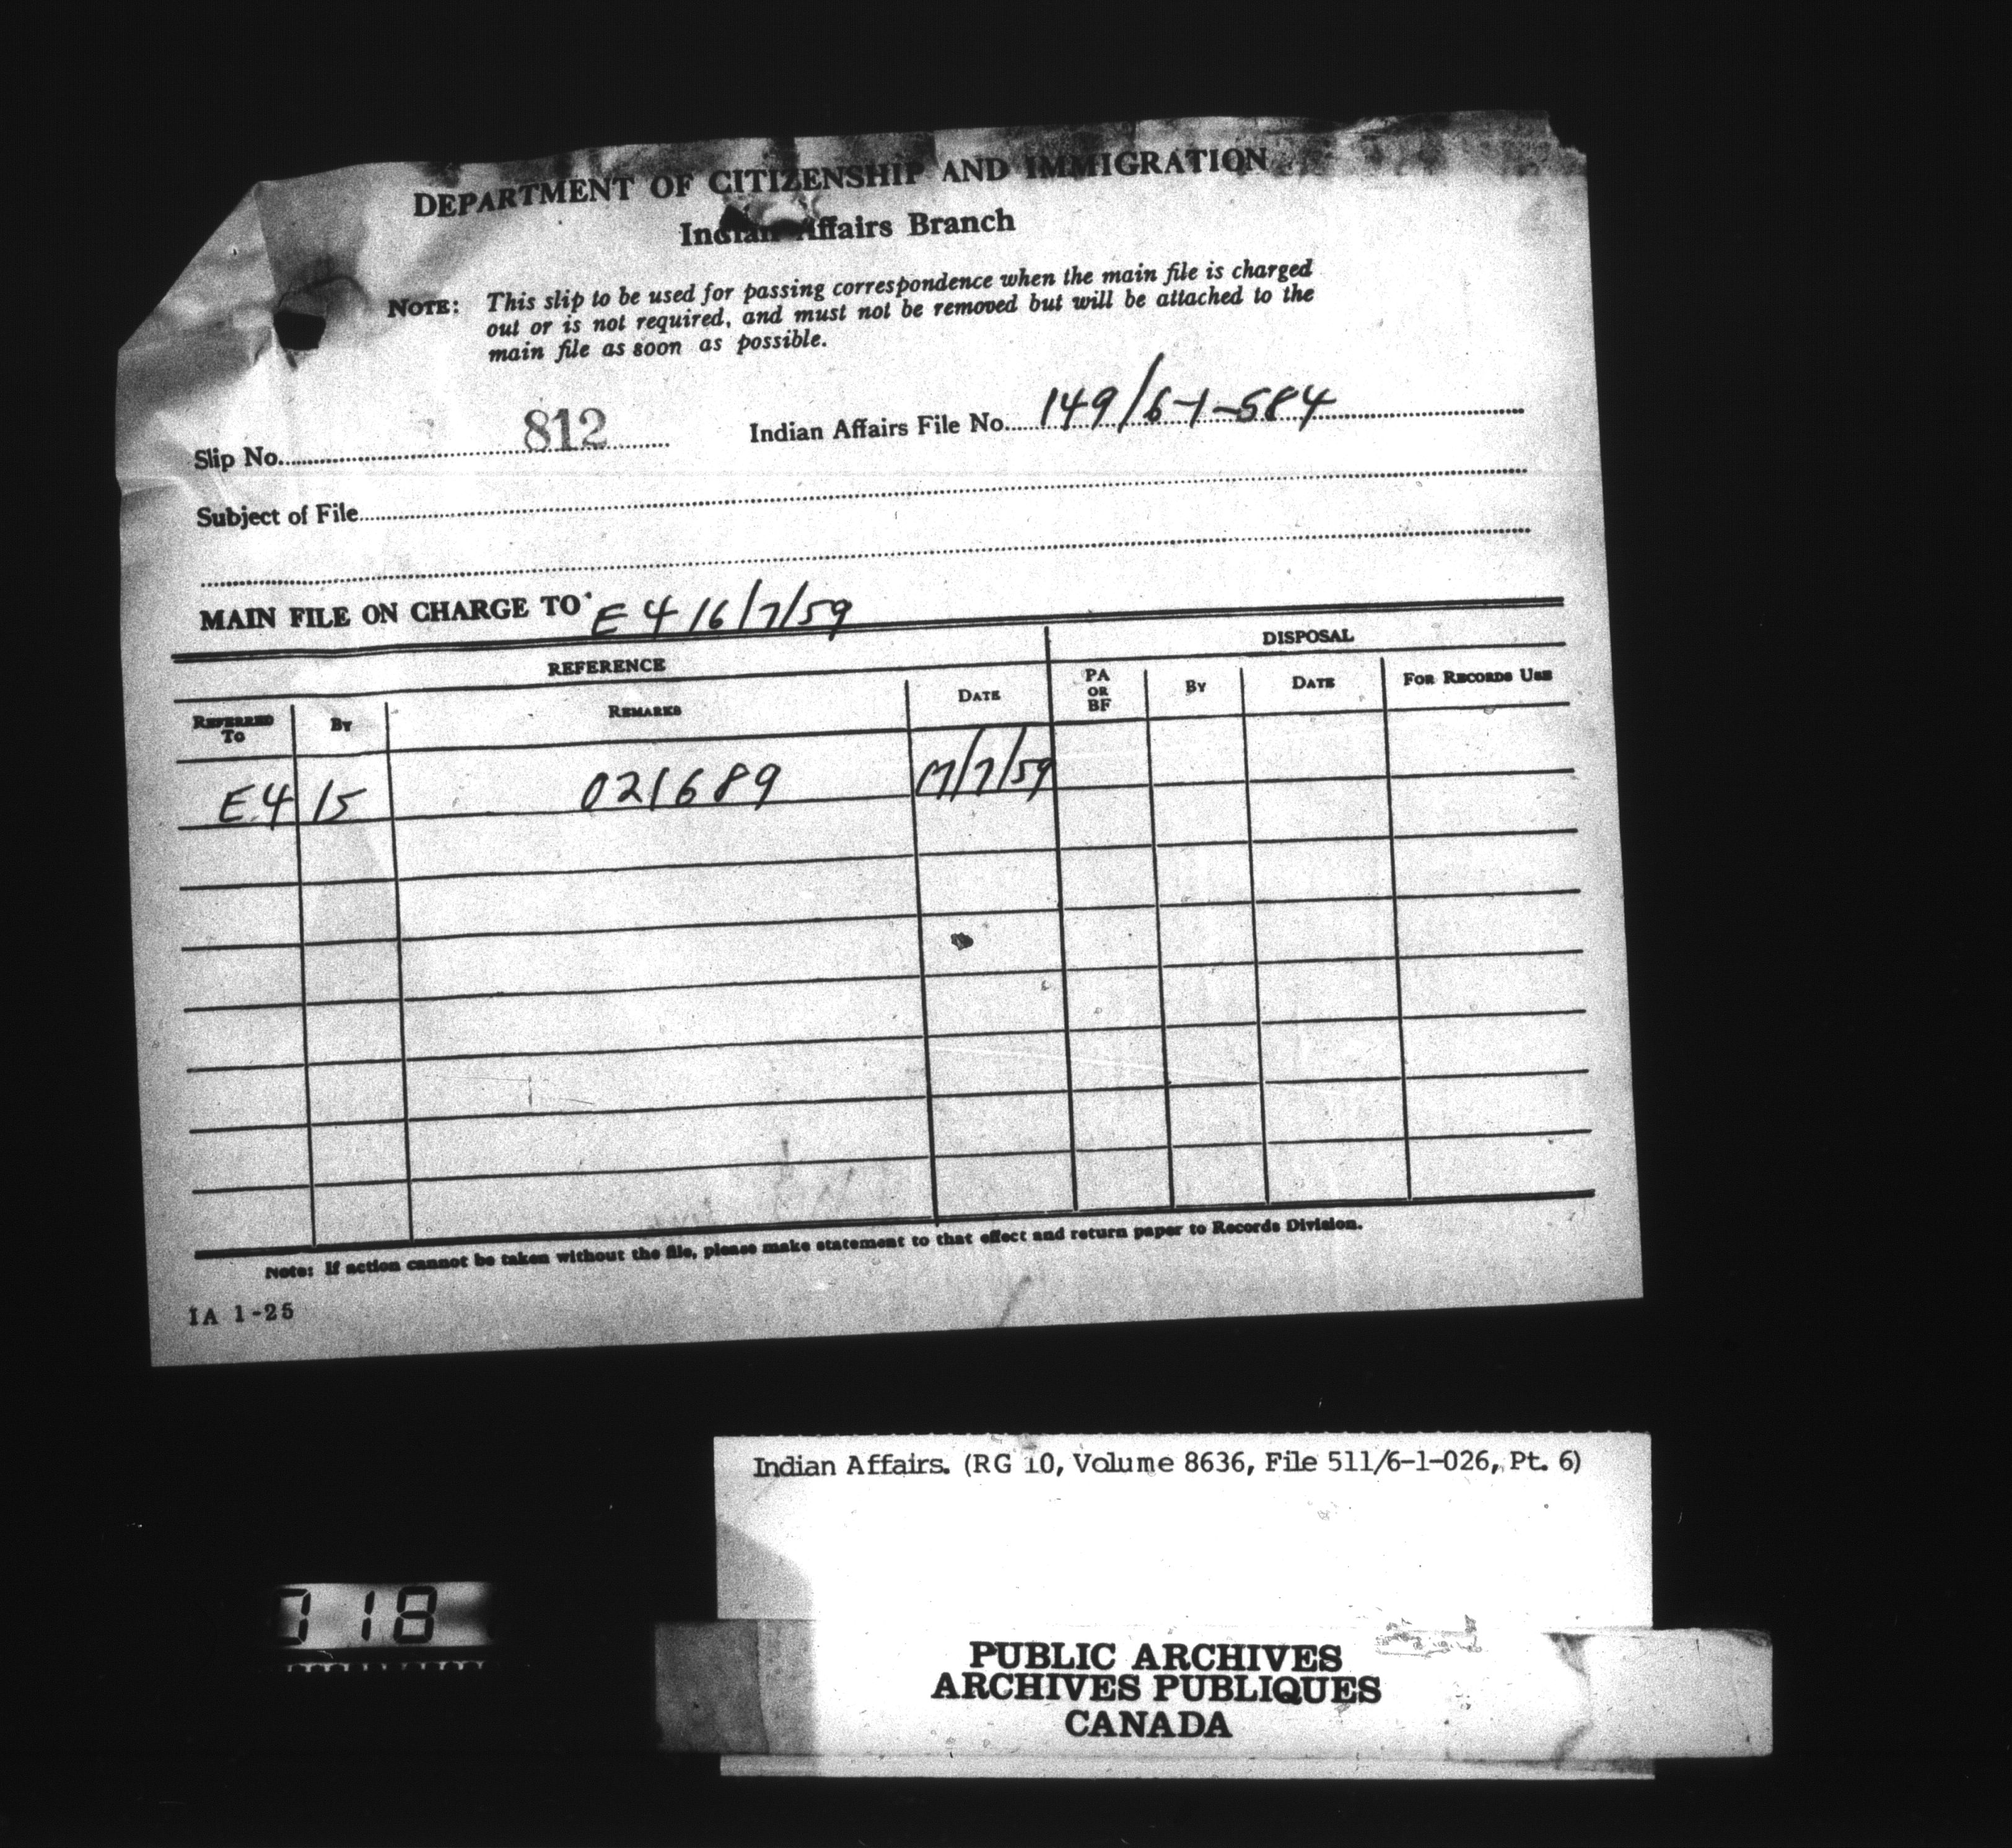 DEPARTMENT OF CITIZENSHIP AND IMMIGRATION
Indian Affairs Branch
NOTE: This slip to be used for passing correspondence when the main file is charged
out or is not required, and must not be removed but will be attached to the
main file as soon as possible.
Slip No. 812 Indian Affairs File No. 149/6-1-584
Subject of File
MAIN FILE ON CHARGE TO E4 16/7/59
REFERENCE DISPOSAL
REFERRED TO BY REMARKS DATE PA OR BF BY DATE FOR RECORDS USE
E.4 15 021689 17/7/59
Note: If action cannot be taken without the file, please make statement to that effect and return paper to Records Division.
IA 1-25
Indian Affairs. (RG 10, Volume 8636, File 511/6-1-026, Pt. 6)
718
PUBLIC ARCHIVES
ARCHIVES PUBLIQUES
CANADA